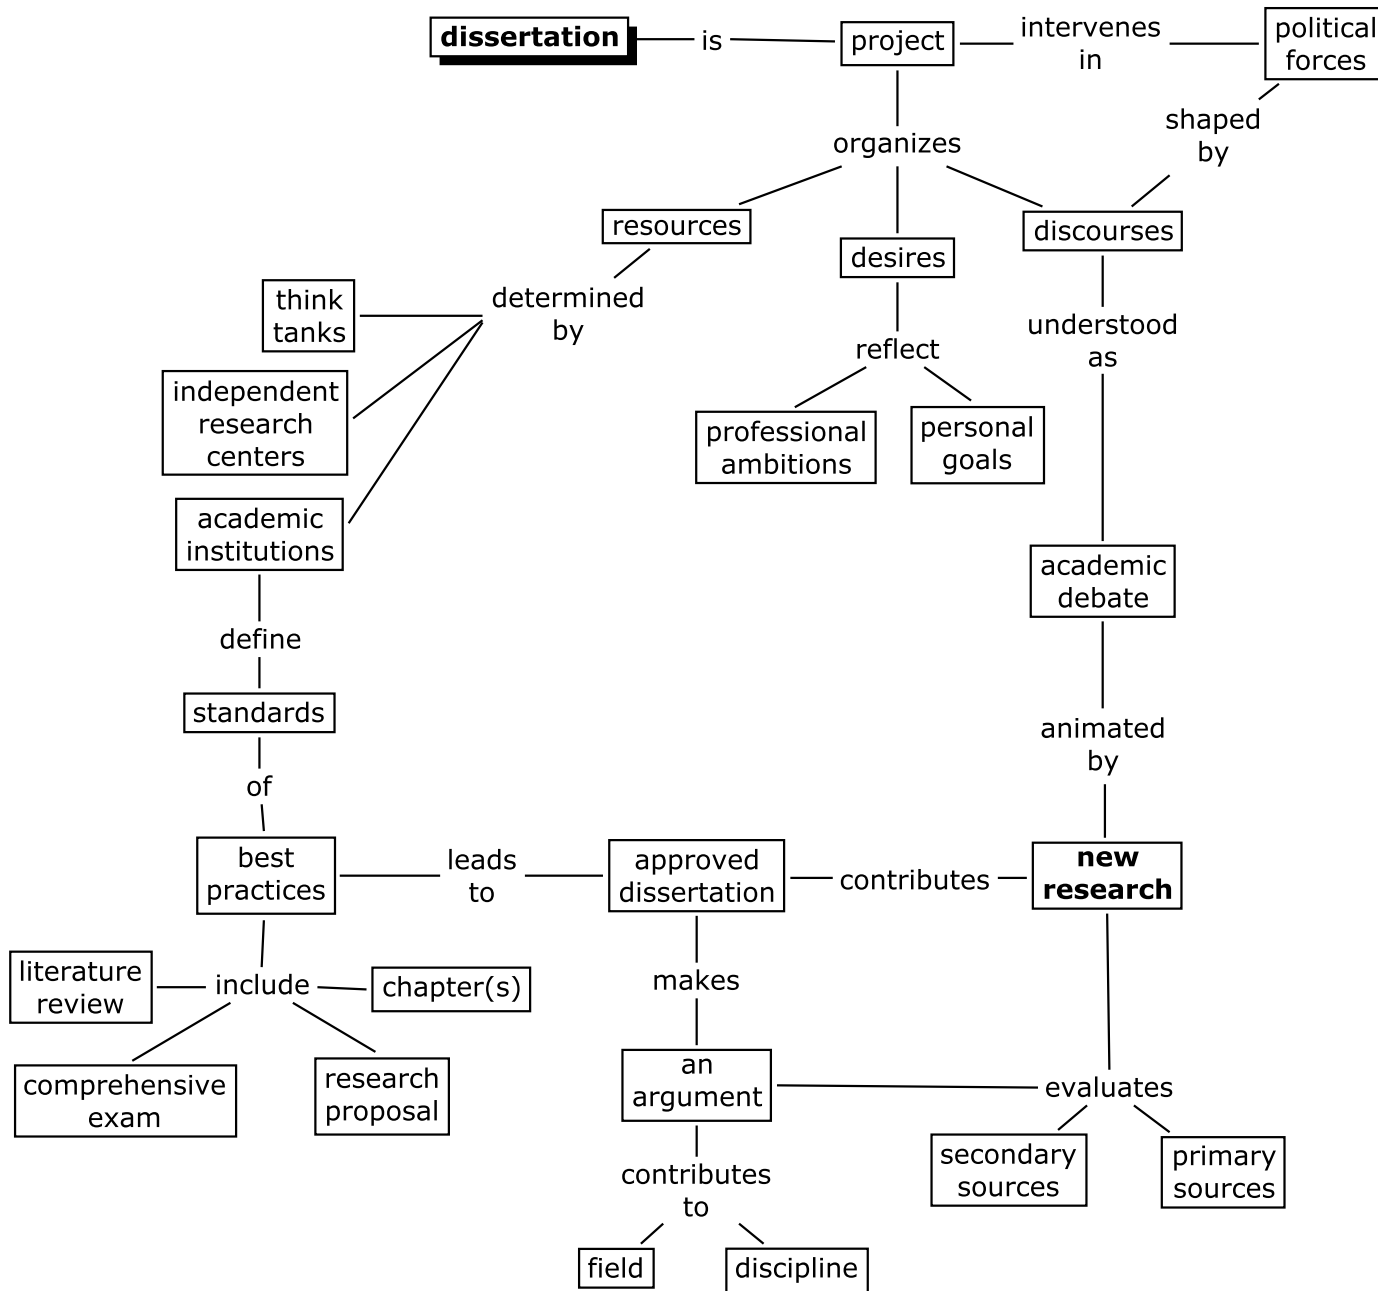 dissertation
is
project
intervenes
in
political
forces
shaped
by
organizes
resources
desires
discourses
think
tanks
determined
by
understood
as
reflect
independent
research
centers
professional
ambitions
personal
goals
academic
institutions
academic
debate
define
standards
animated
by
of
best
practices
leads
to
approved
dissertation
contributes
new
research
literature
review
include
chapter(s)
makes
comprehensive
exam
research
proposal
an
argument
evaluates
secondary
sources
primary
sources
contributes
to
field
discipline